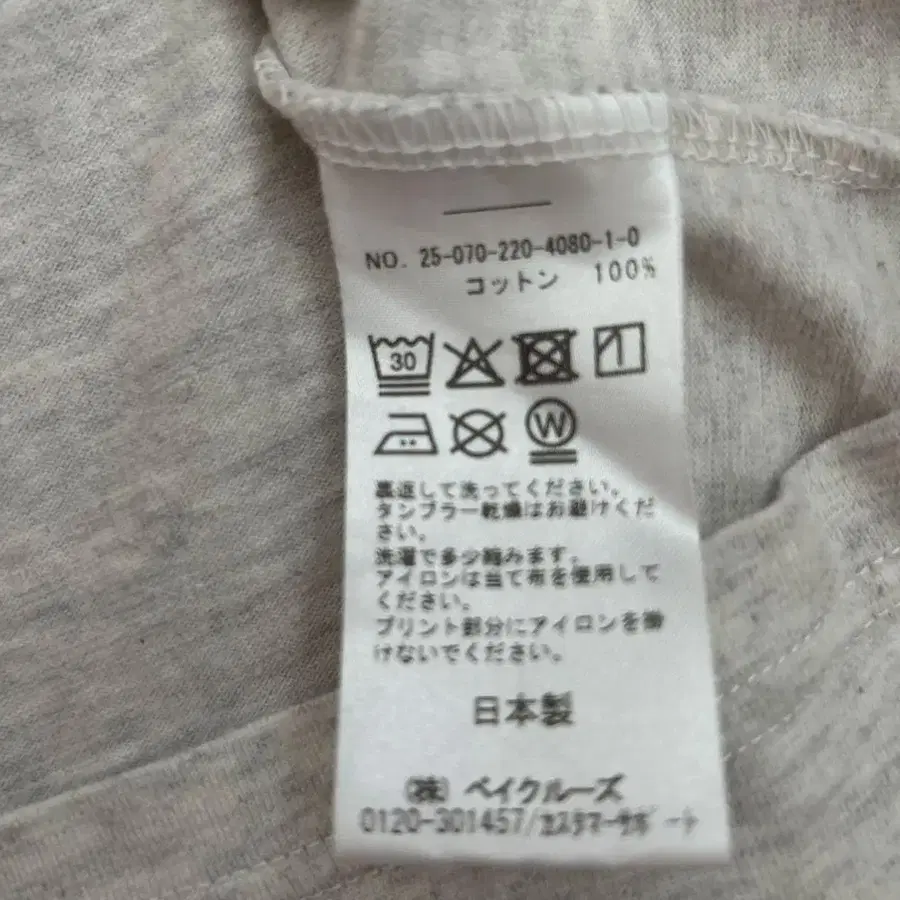 NO. 25-070-220-4080-1-0
コットン 100%
30
W
裏返して洗ってください。
タンブラー乾燥はお避けくだ
さい。
洗濯で多少縮みます。
アイロンは当て布を使用して
ください。
プリント部分にアイロンを掛
けないでください。
日本製
(株) ベイクルーズ
0120-301457/カスタマーサポート